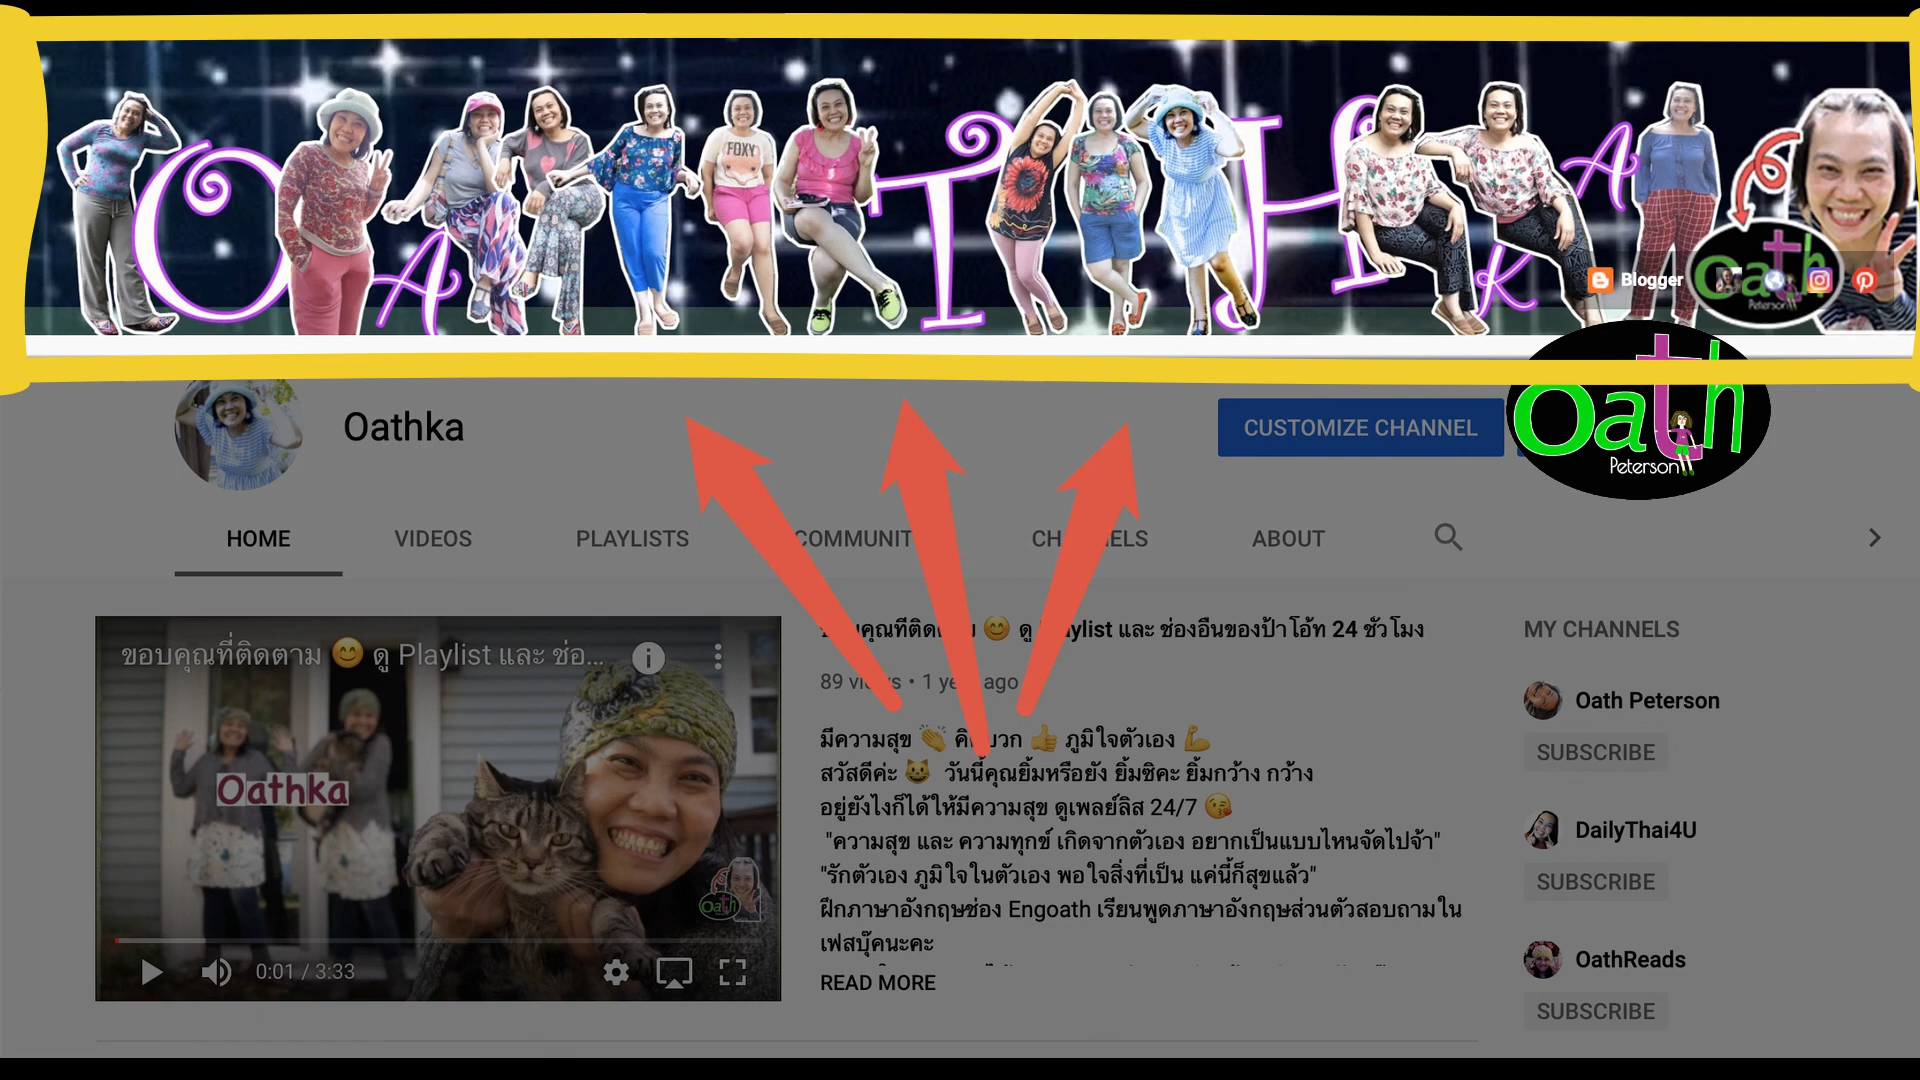 OATHKA
FOXY
Blogger
Oath
Peterson
Oath
Peterson
Oathka
CUSTOMIZE CHANNEL
HOME VIDEOS PLAYLISTS COMMUNIT ABOUT
ขอบคุณที่ติดตาม 😊 ดู Playlist และ ช่อ...
Oathka
Oath
0:01 / 3:33
😊 ดู ylist และ ช่องอื่นของป้าโอ้ท 24 ชั่วโมง
89 views • 1 year ago
มีความสุข 👏 คิดบวก 👍 ภูมิใจตัวเอง 💪
สวัสดีค่ะ 😺 วันนี้คุณยิ้มหรือยัง ยิ้มซิคะ ยิ้มกว้าง กว้าง
อยู่ยังไงก็ได้ให้มีความสุข ดูเพลย์ลิส 24/7 😘
"ความสุข และ ความทุกข์ เกิดจากตัวเอง อยากเป็นแบบไหนจัดไปจ้า"
"รักตัวเอง ภูมิใจในตัวเอง พอใจสิ่งที่เป็น แค่นี้ก็สุขแล้ว"
ฝึกภาษาอังกฤษช่อง Engoath เรียนพูดภาษาอังกฤษส่วนตัวสอบถามใน
เฟสบุ๊คนะคะ
READ MORE
MY CHANNELS
Oath Peterson
SUBSCRIBE
DailyThai4U
SUBSCRIBE
OathReads
SUBSCRIBE